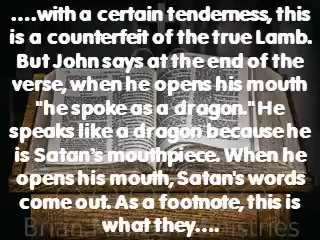 ....with a certain tenderness, this
is a counterfeit of the true Lamb.
But John says at the end of the
verse, when he opens his mouth
"he spoke as a dragon." He
speaks like a dragon because he
is Satan's mouthpiece. When he
opens his mouth, Satan's words
come out. As a footnote, this is
what they....
Brian Ministries